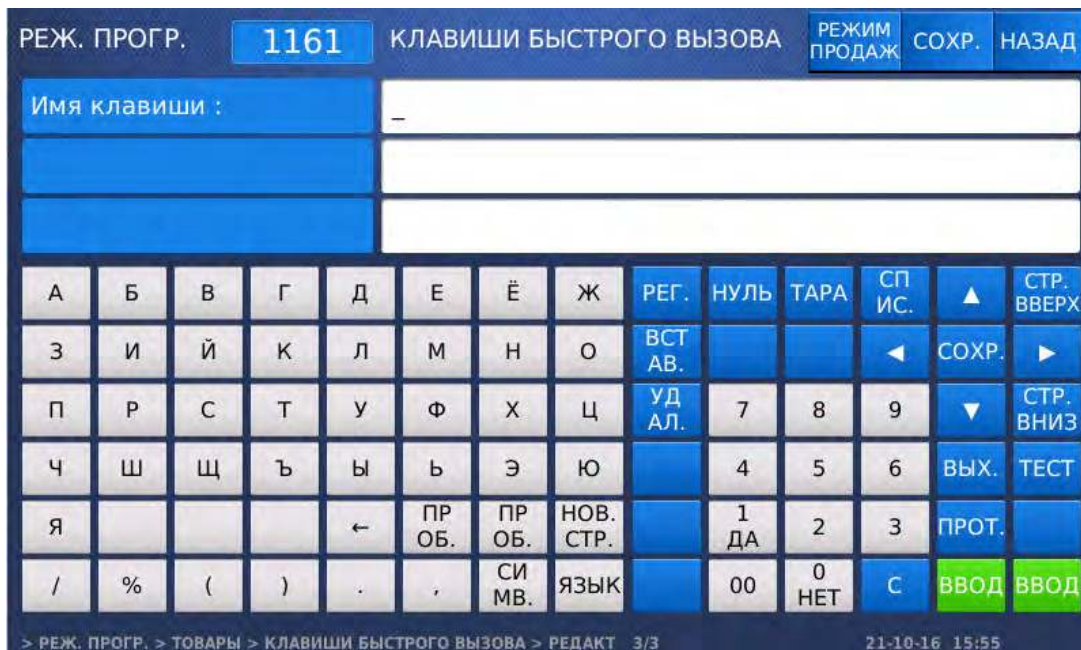 РЕЖ. ПРОГР. 1161 КЛАВИШИ БЫСТРОГО ВЫЗОВА РЕЖИМ ПРОДАЖ СОХР. НАЗАД
Имя клавиши : _
А Б В Г Д Е Ё Ж РЕГ. НУЛЬ ТАРА СП ИС. ▲ СТР. ВВЕРХ
З И Й К Л М Н О ВСТ АВ. ◄ СОХР. ►
П Р С Т У Ф Х Ц УД АЛ. 7 8 9 ▼ СТР. ВНИЗ
Ч Ш Щ Ъ Ы Ь Э Ю 4 5 6 ВЫХ. ТЕСТ
Я ← ПР ОБ. ПР ОБ. НОВ. СТР. 1 ДА 2 3 ПРОТ.
/ % ( ) . , СИ МВ. ЯЗЫК 00 0 НЕТ С ВВОД ВВОД
> РЕЖ. ПРОГР. > ТОВАРЫ > КЛАВИШИ БЫСТРОГО ВЫЗОВА > РЕДАКТ 3/3 21-10-16 15:55